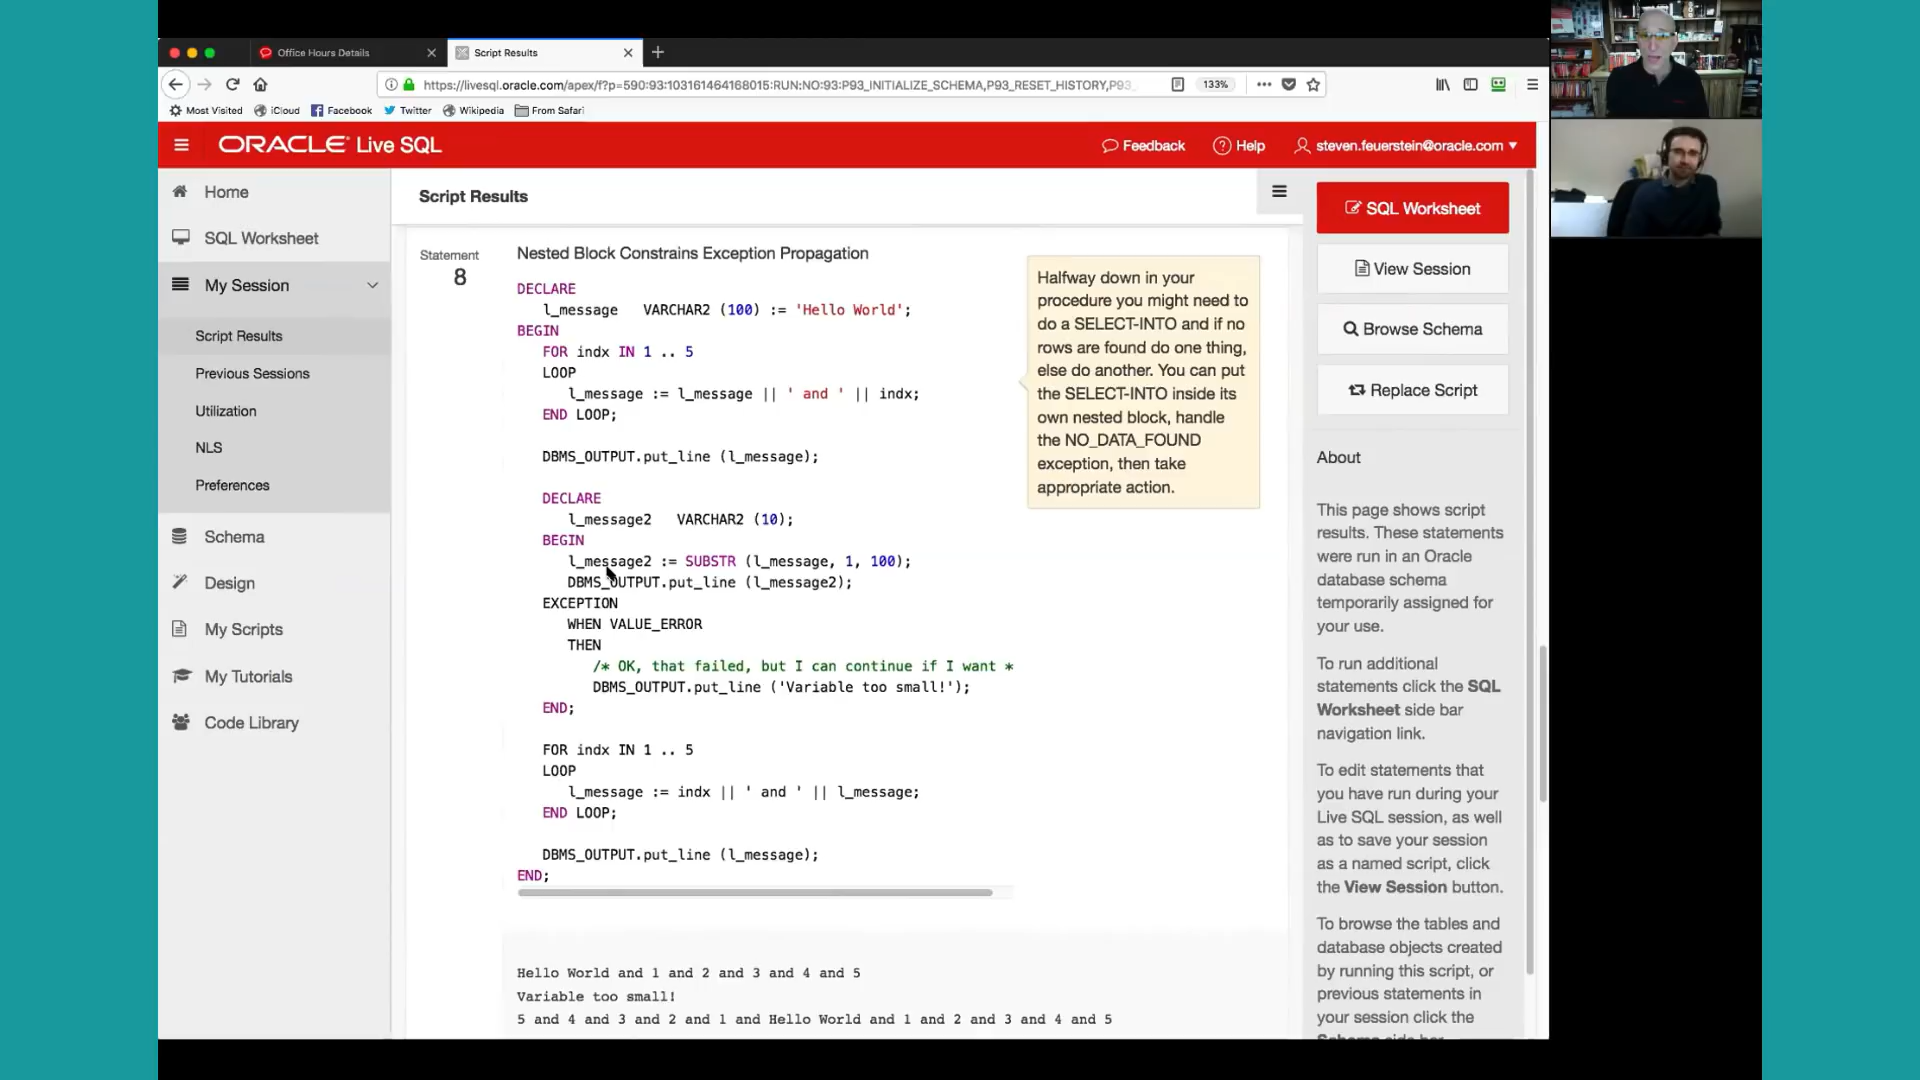 Office Hours Details
Script Results
https://livesql.oracle.com/apex/f?p=590:93:103161464168015:RUN:NO:93:P93_INITIALIZE_SCHEMA,P93_RESET_HISTORY,P93_
133%
Most Visited
iCloud
Facebook
Twitter
Wikipedia
From Safari
ORACLE Live SQL
Feedback
Help
steven.feuerstein@oracle.com
Home
SQL Worksheet
My Session
Script Results
Previous Sessions
Utilization
NLS
Preferences
Schema
Design
My Scripts
My Tutorials
Code Library
Script Results
Statement
8
Nested Block Constrains Exception Propagation
DECLARE
l_message VARCHAR2 (100) := 'Hello World';
BEGIN
FOR indx IN 1 .. 5
LOOP
l_message := l_message || ' and ' || indx;
END LOOP;
DBMS_OUTPUT.put_line (l_message);
DECLARE
l_message2 VARCHAR2 (10);
BEGIN
l_message2 := SUBSTR (l_message, 1, 100);
DBMS_OUTPUT.put_line (l_message2);
EXCEPTION
WHEN VALUE_ERROR
THEN
/* OK, that failed, but I can continue if I want *
DBMS_OUTPUT.put_line ('Variable too small!');
END;
FOR indx IN 1 .. 5
LOOP
l_message := indx || ' and ' || l_message;
END LOOP;
DBMS_OUTPUT.put_line (l_message);
END;
Hello World and 1 and 2 and 3 and 4 and 5
Variable too small!
5 and 4 and 3 and 2 and 1 and Hello World and 1 and 2 and 3 and 4 and 5
Halfway down in your
procedure you might need to
do a SELECT-INTO and if no
rows are found do one thing,
else do another. You can put
the SELECT-INTO inside its
own nested block, handle
the NO_DATA_FOUND
exception, then take
appropriate action.
SQL Worksheet
View Session
Browse Schema
Replace Script
About
This page shows script
results. These statements
were run in an Oracle
database schema
temporarily assigned for
your use.
To run additional
statements click the SQL
Worksheet side bar
navigation link.
To edit statements that
you have run during your
Live SQL session, as well
as to save your session
as a named script, click
the View Session button.
To browse the tables and
database objects created
by running this script, or
previous statements in
your session click the
Schema side bar